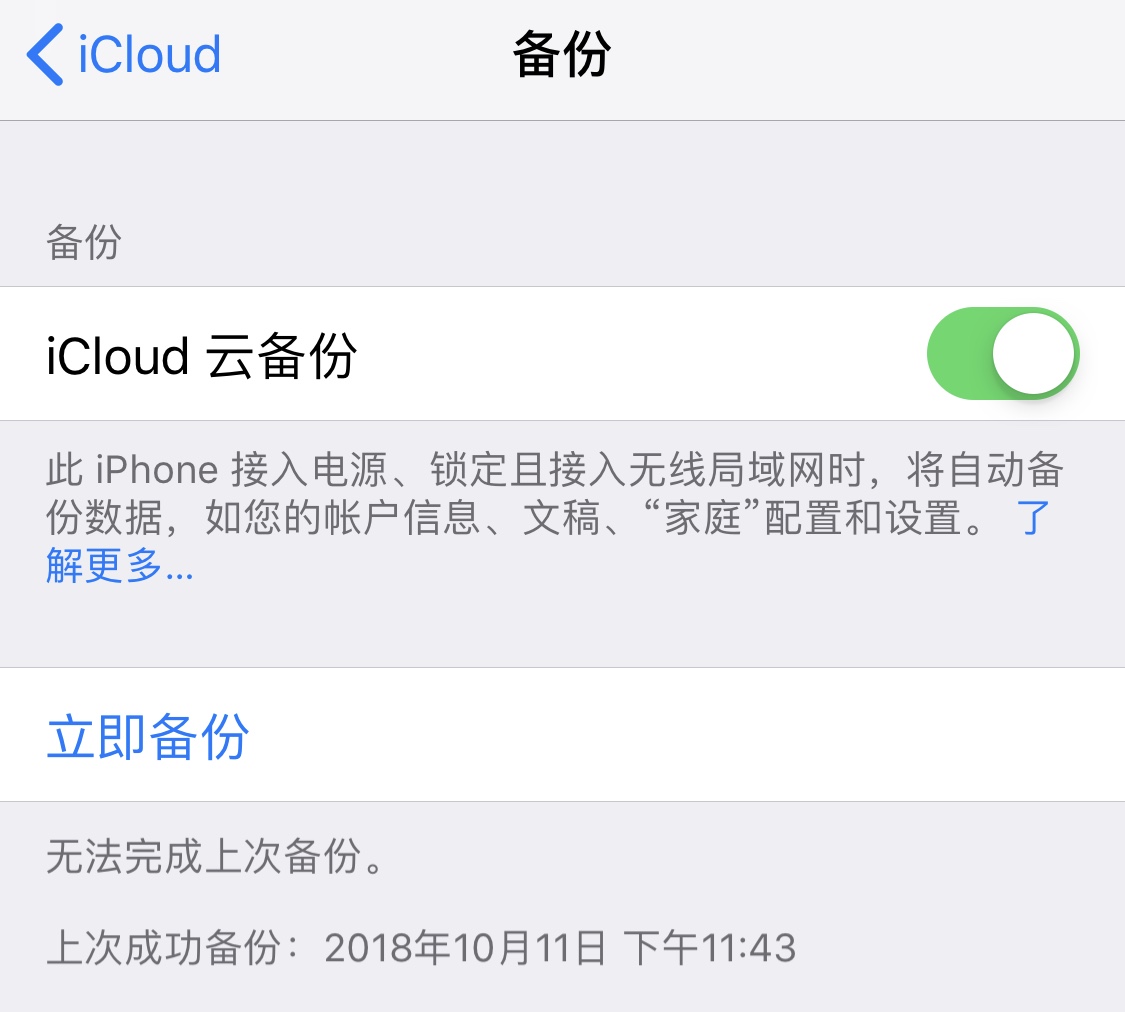 iCloud
备份
备份
iCloud 云备份
此 iPhone 接入电源、锁定且接入无线局域网时，将自动备
份数据，如您的帐户信息、文稿、“家庭”配置和设置。 了
解更多...
立即备份
无法完成上次备份。
上次成功备份：2018年10月11日 下午11:43